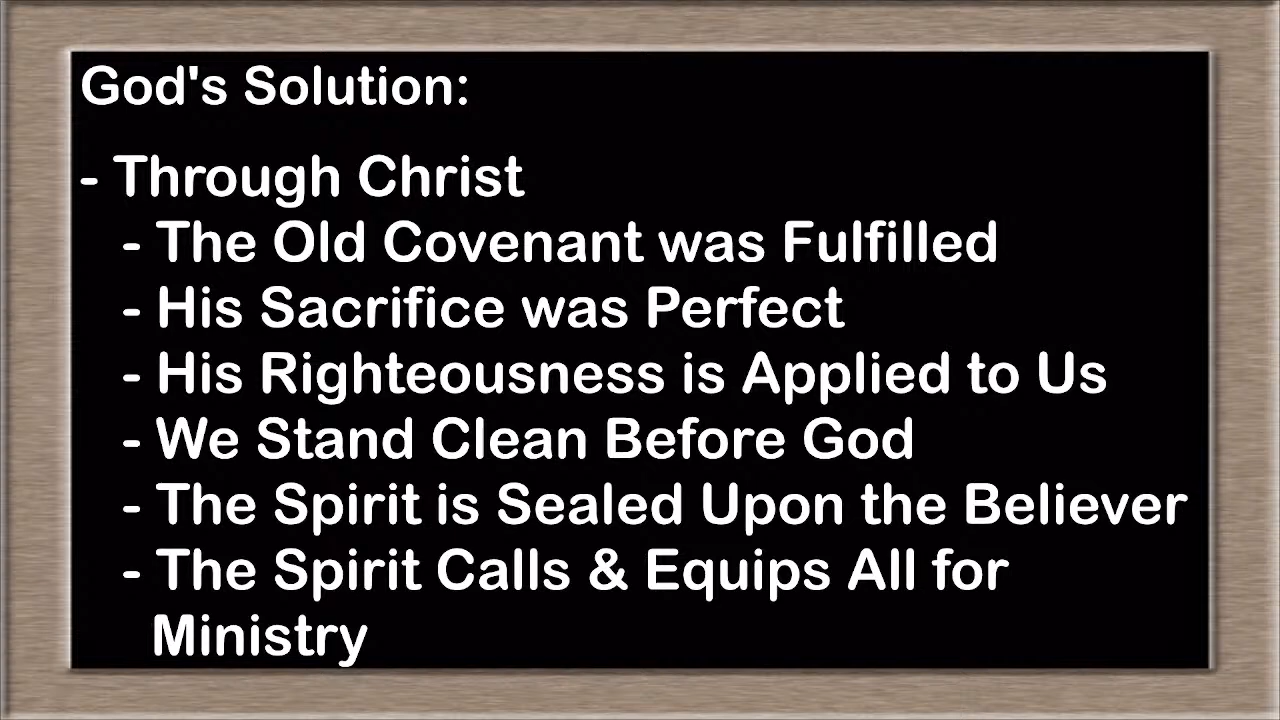 God's Solution:
- Through Christ
- The Old Covenant was Fulfilled
- His Sacrifice was Perfect
- His Righteousness is Applied to Us
- We Stand Clean Before God
- The Spirit is Sealed Upon the Believer
- The Spirit Calls & Equips All for
Ministry